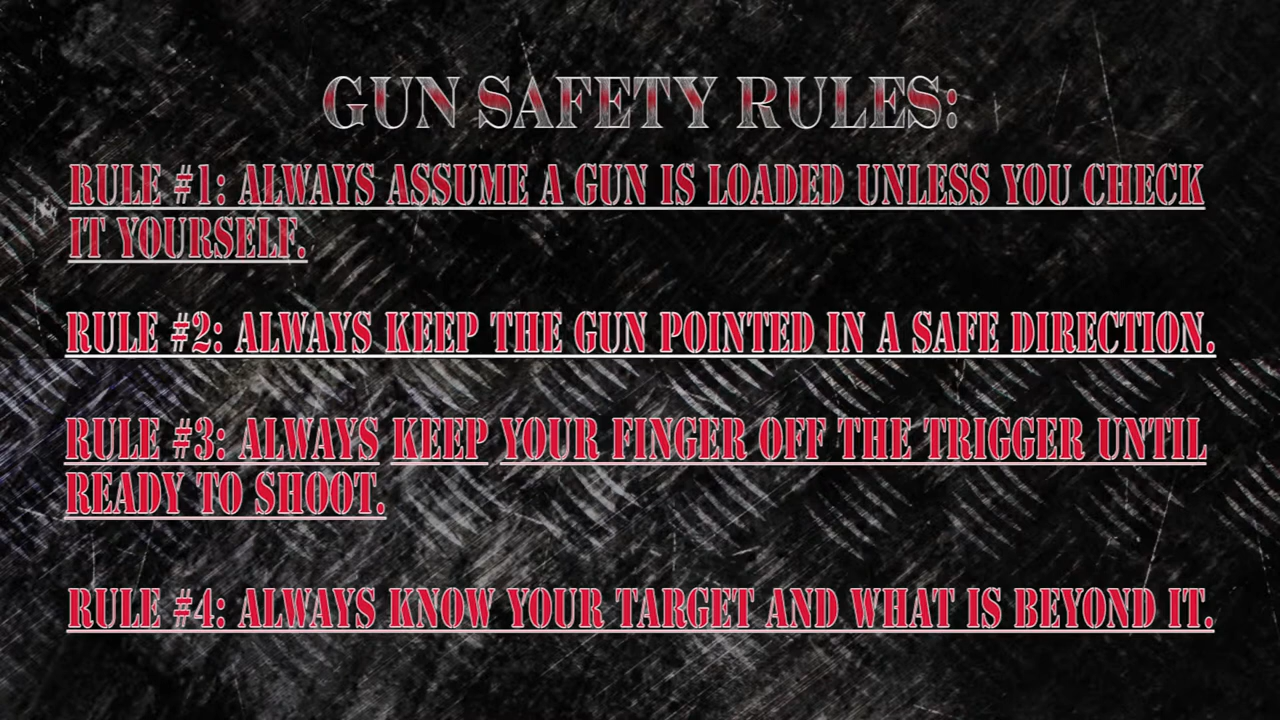 GUN SAFETY RULES:
RULE #1: ALWAYS ASSUME A GUN IS LOADED UNLESS YOU CHECK
IT YOURSELF.
RULE #2: ALWAYS KEEP THE GUN POINTED IN A SAFE DIRECTION.
RULE #3: ALWAYS KEEP YOUR FINGER OFF THE TRIGGER UNTIL
READY TO SHOOT.
RULE #4: ALWAYS KNOW YOUR TARGET AND WHAT IS BEYOND IT.